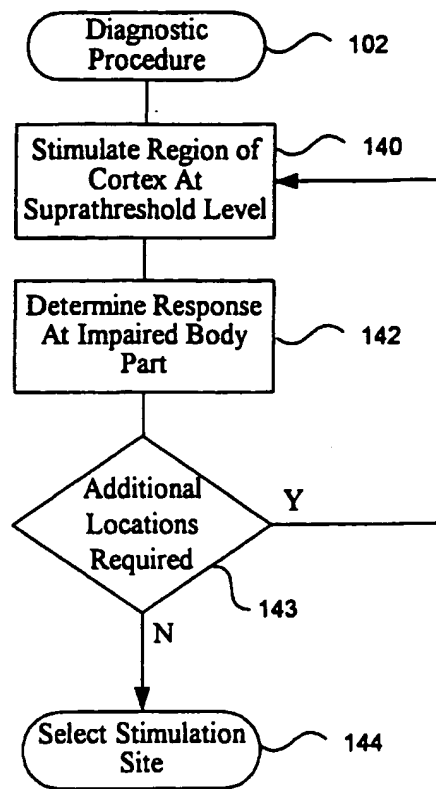 Diagnostic
Procedure
102
Stimulate Region of
Cortex At
Suprathreshold Level
140
Determine Response
At Impaired Body
Part
142
Additional
Locations
Required
Y
143
N
Select Stimulation
Site
144